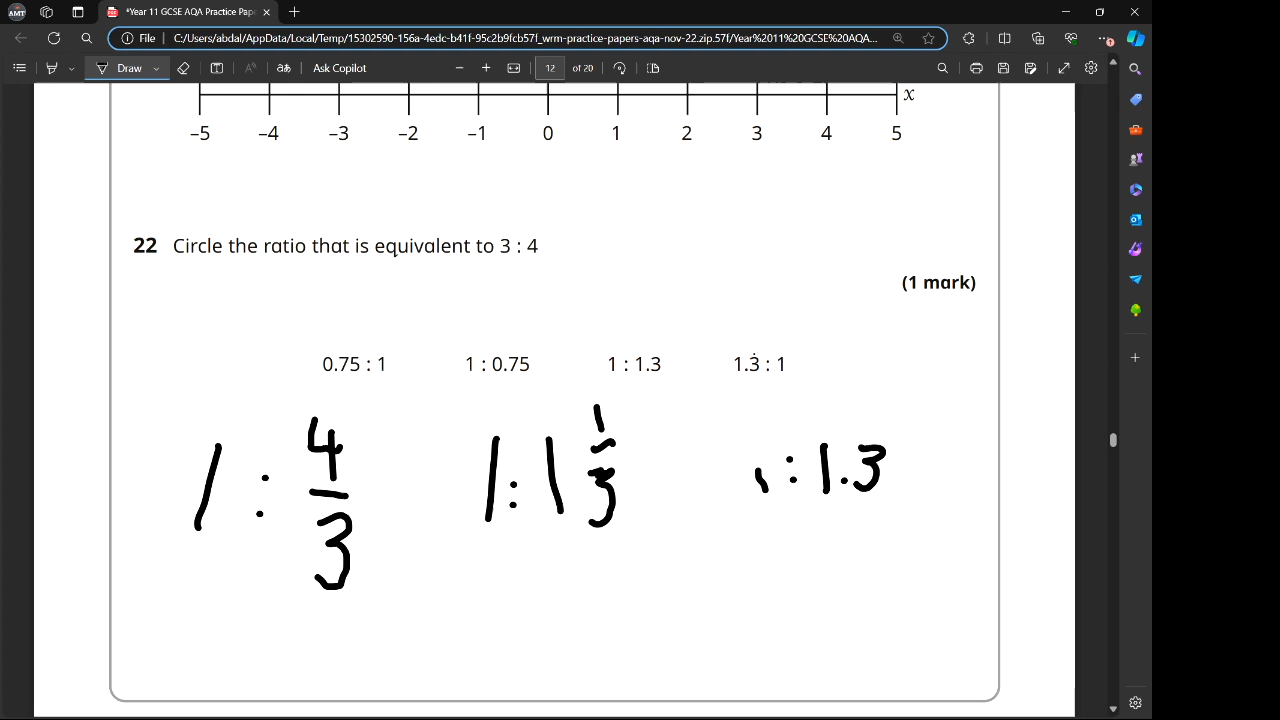 AMT
*Year 11 GCSE AQA Practice Pape
File
C:/Users/abdal/AppData/Local/Temp/15302590-156a-4edc-b41f-95c2b9fcb57f_wrm-practice-papers-aqa-nov-22.zip.57f/Year%2011%20GCSE%20AQA...
Draw
Ask Copilot
12 of 20
x
–5 –4 –3 –2 –1 0 1 2 3 4 5
22 Circle the ratio that is equivalent to 3 : 4
(1 mark)
0.75 : 1 1 : 0.75 1 : 1.3 1.3̇ : 1
1 : 4/3 1 : 1 1/3 1 : 1.3